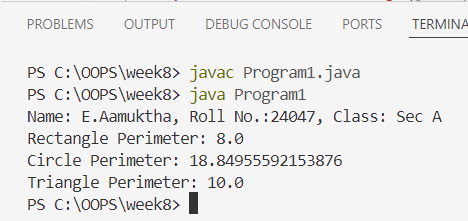 PROBLEMS OUTPUT DEBUG CONSOLE PORTS TERMINA
PS C:\OOPS\week8> javac Program1.java
PS C:\OOPS\week8> java Program1
Name: E.Aamuktha, Roll No.:24047, Class: Sec A
Rectangle Perimeter: 8.0
Circle Perimeter: 18.84955592153876
Triangle Perimeter: 10.0
PS C:\OOPS\week8>